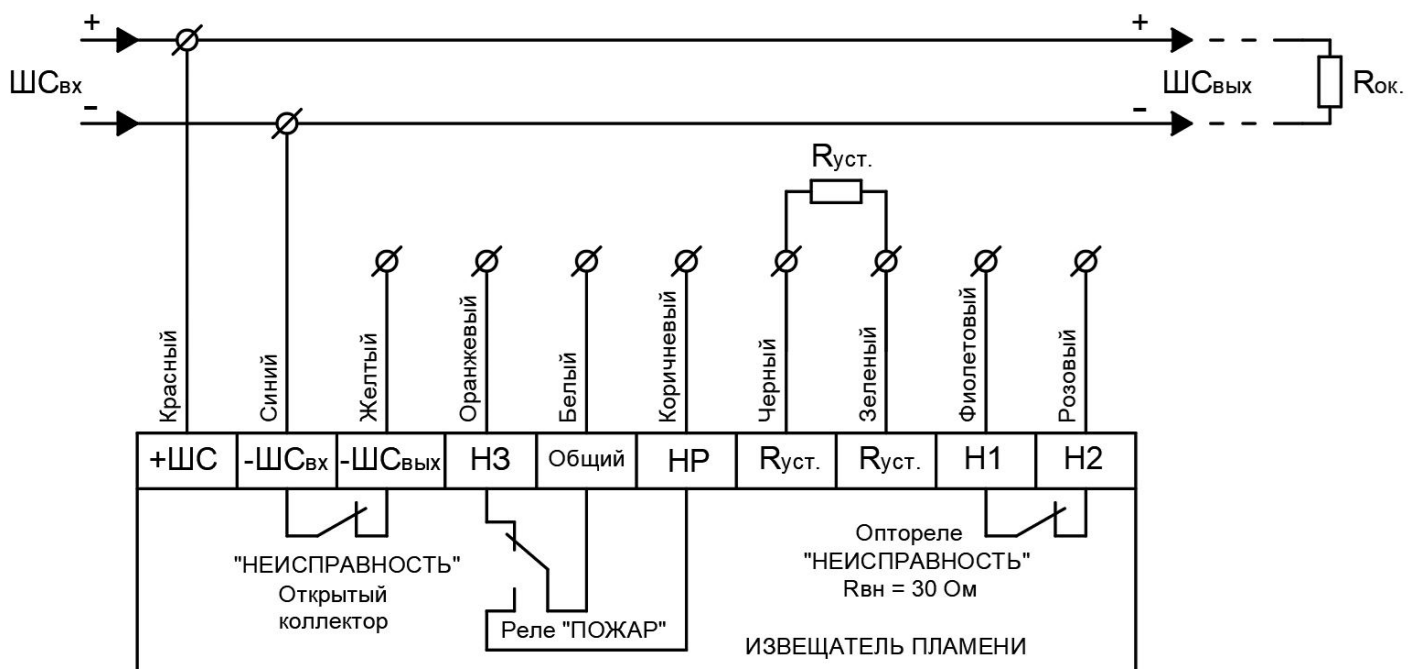 + +
ШСвх ШСвых Rок.
- -
Rуст.
Красный
Синий
Желтый
Оранжевый
Белый
Коричневый
Черный
Зеленый
Фиолетовый
Розовый
+ШС -ШСвх -ШСвых НЗ Общий НР Rуст. Rуст. Н1 Н2
"НЕИСПРАВНОСТЬ"
Открытый
коллектор
Реле "ПОЖАР"
Оптореле
"НЕИСПРАВНОСТЬ"
Rвн = 30 Ом
ИЗВЕЩАТЕЛЬ ПЛАМЕНИ